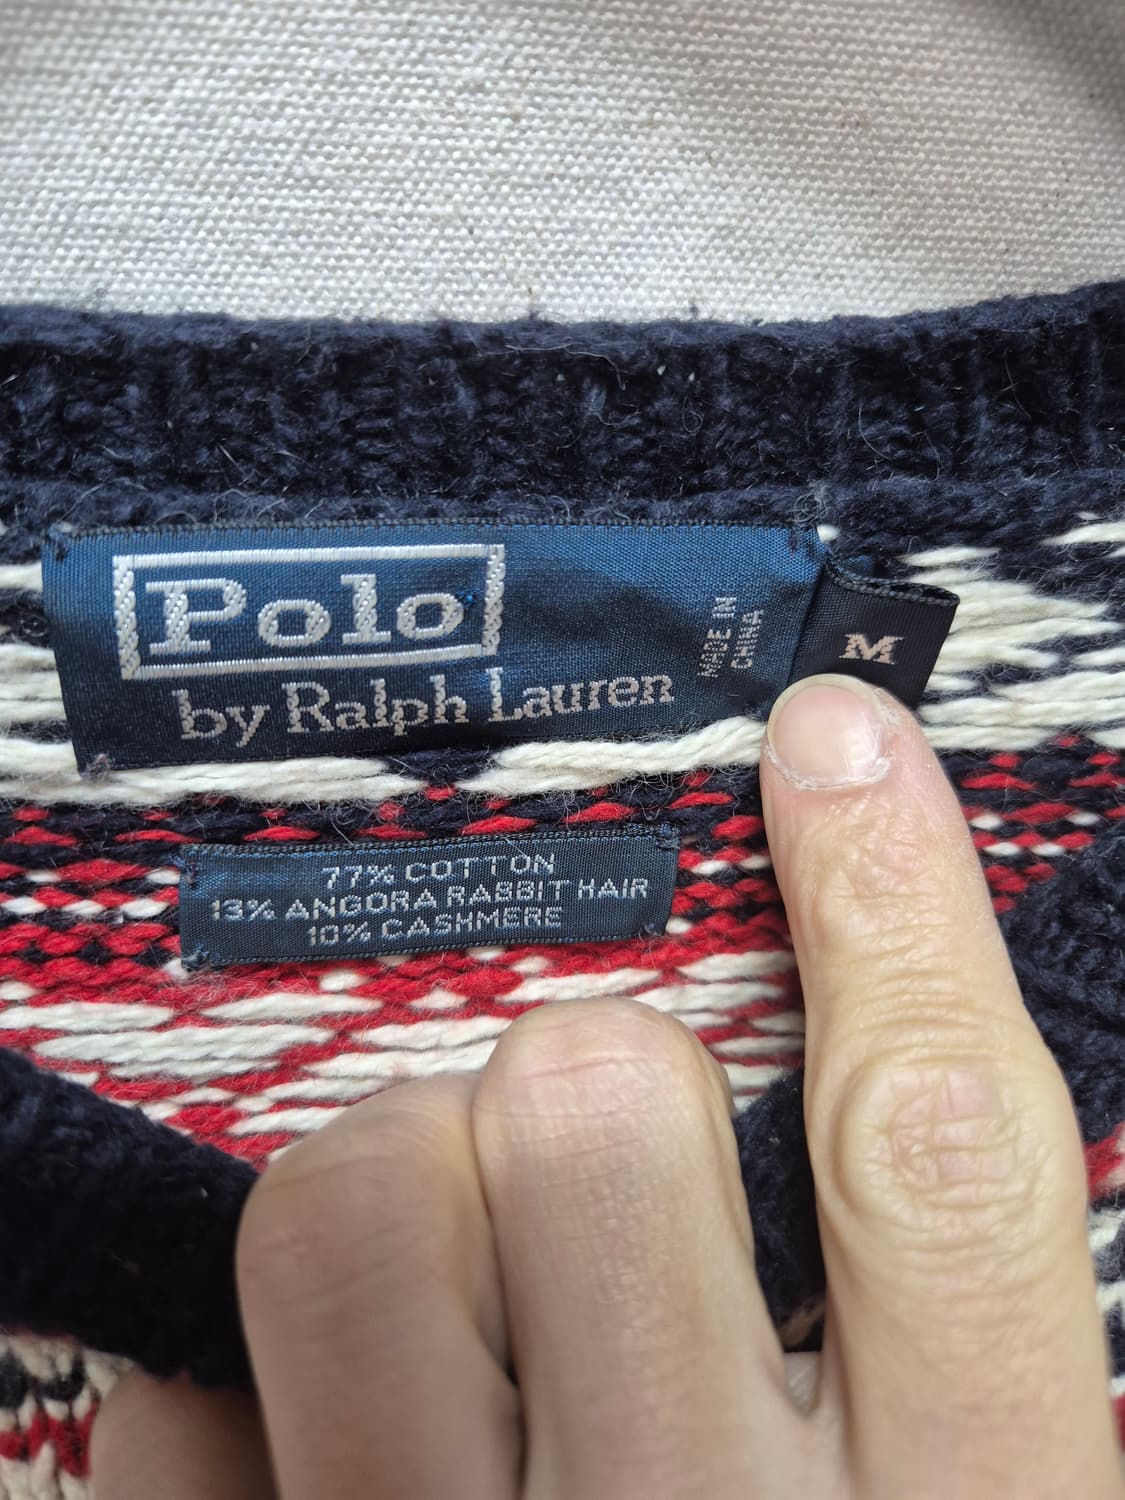 Polo
by Ralph Lauren
MADE IN
CHINA
M
77% COTTON
13% ANGORA RABBIT HAIR
10% CASHMERE